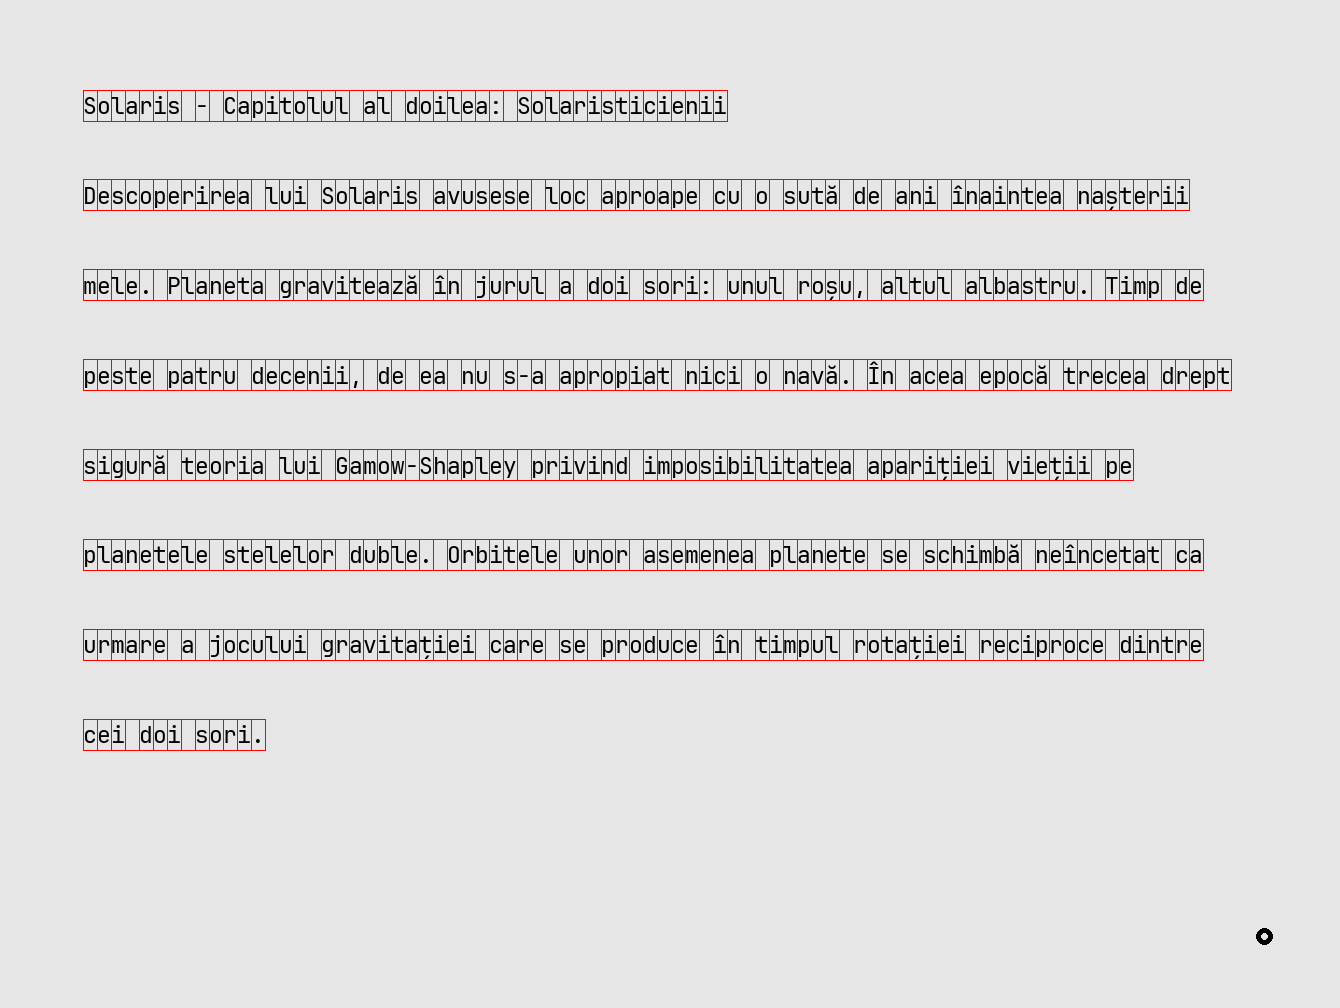 Solaris - Capitolul al doilea: Solaristicienii
Descoperirea lui Solaris avusese loc aproape cu o sută de ani înaintea nașterii
mele. Planeta gravitează în jurul a doi sori: unul roșu, altul albastru. Timp de
peste patru decenii, de ea nu s-a apropiat nici o navă. În acea epocă trecea drept
sigură teoria lui Gamow-Shapley privind imposibilitatea apariției vieții pe
planetele stelelor duble. Orbitele unor asemenea planete se schimbă neîncetat ca
urmare a jocului gravitației care se produce în timpul rotației reciproce dintre
cei doi sori.